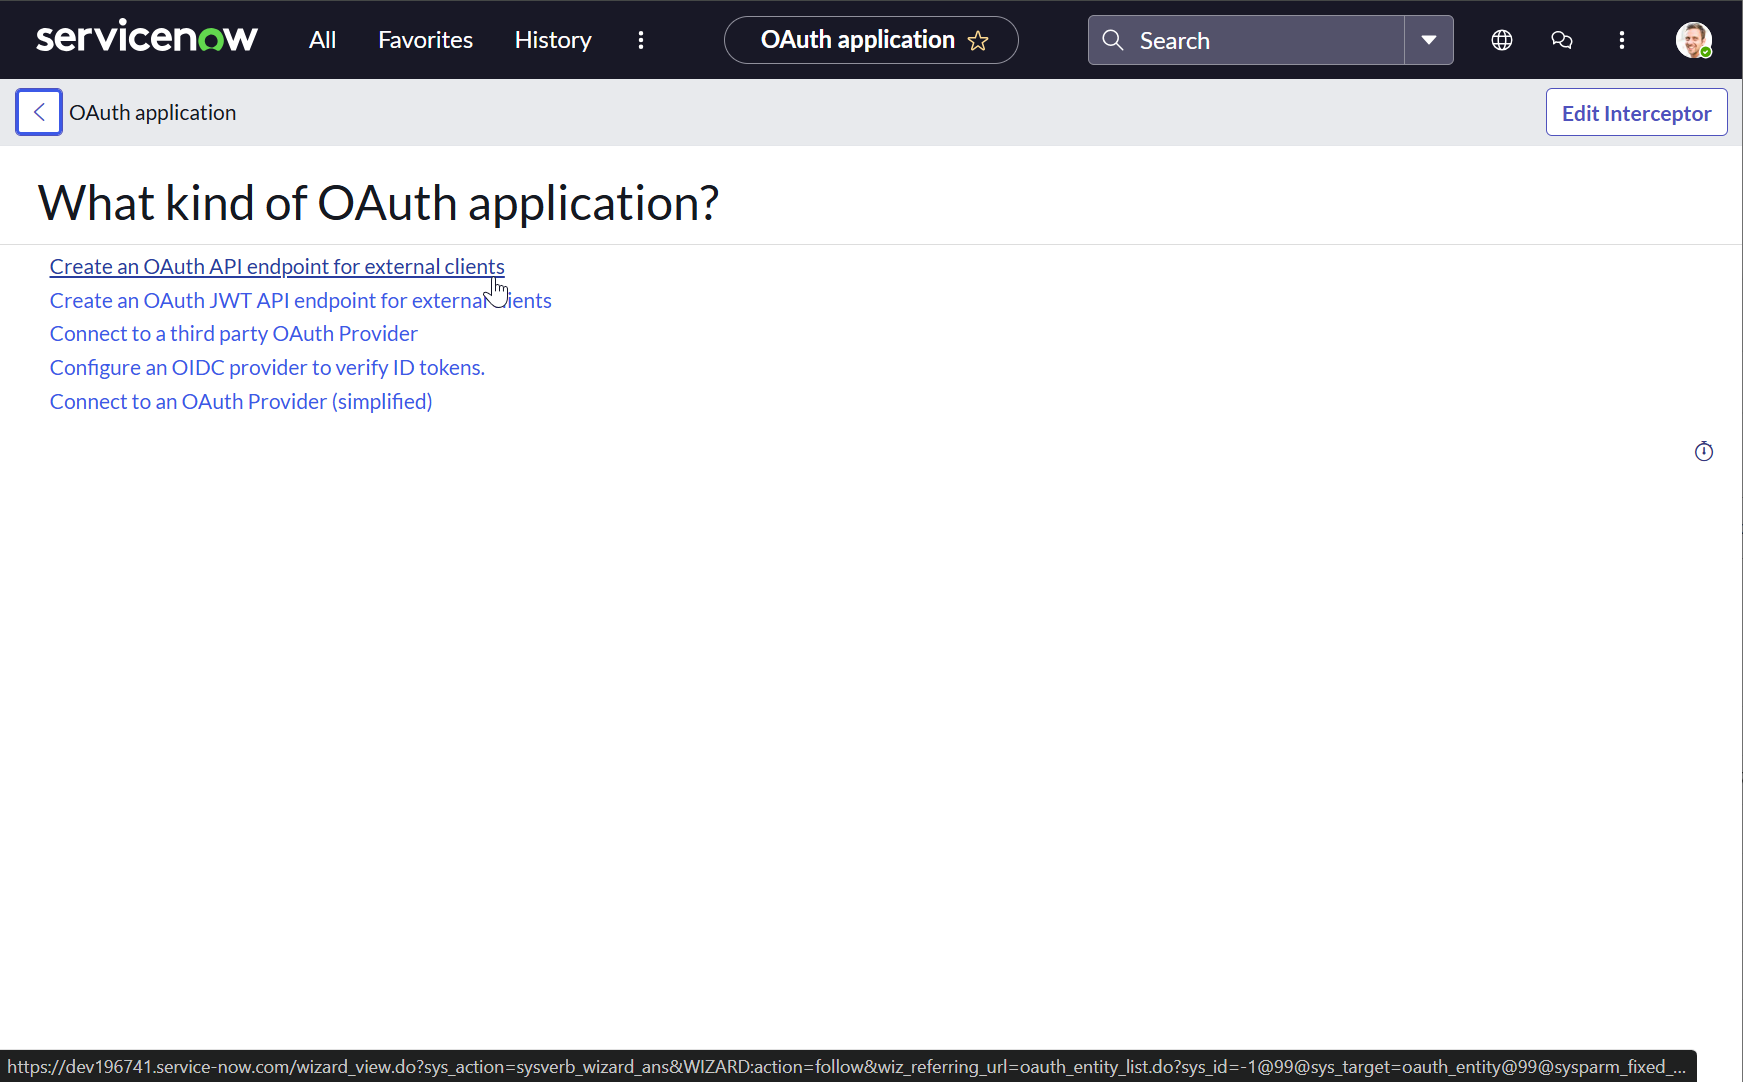 servicenow All Favorites History OAuth application Search
OAuth application Edit Interceptor
What kind of OAuth application?
Create an OAuth API endpoint for external clients
Create an OAuth JWT API endpoint for external clients
Connect to a third party OAuth Provider
Configure an OIDC provider to verify ID tokens.
Connect to an OAuth Provider (simplified)
https://dev196741.service-now.com/wizard_view.do?sys_action=sysverb_wizard_ans&WIZARD:action=follow&wiz_referring_url=oauth_entity_list.do?sys_id=-1@99@sys_target=oauth_entity@99@sysparm_fixed_...